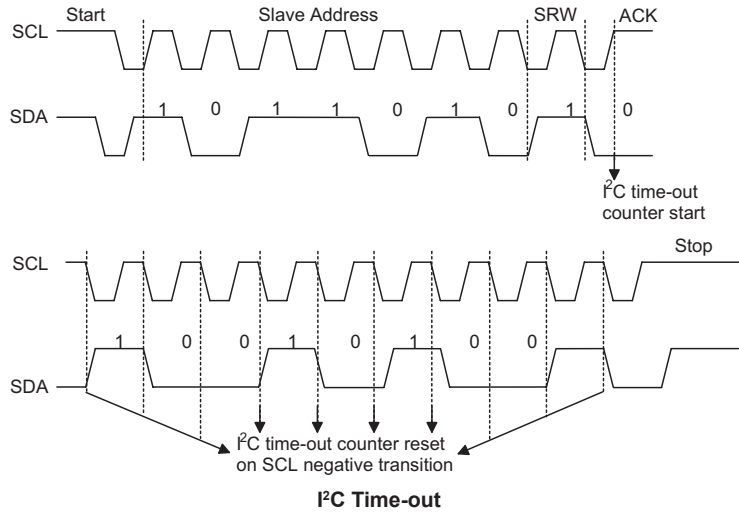 Start Slave Address SRW ACK
SCL
1 0 1 1 0 1 0 1 0
SDA
I²C time-out
counter start
Stop
SCL
1 0 0 1 0 1 0 0
SDA
I²C time-out counter reset
on SCL negative transition
I²C Time-out